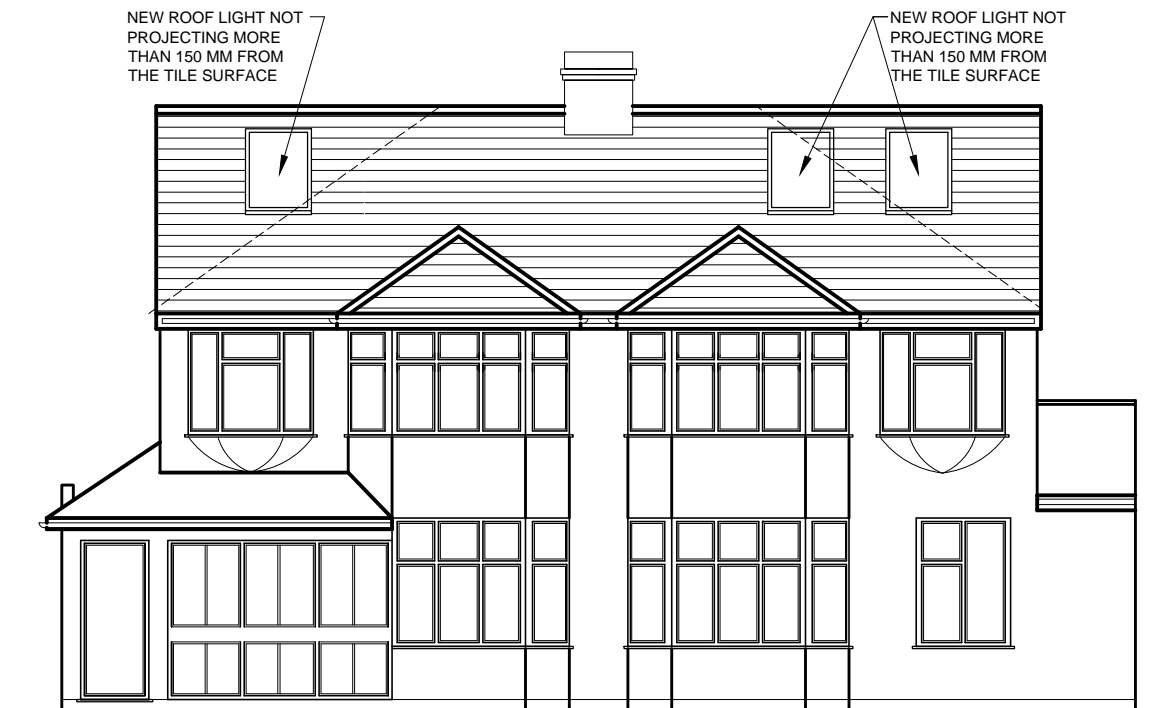 NEW ROOF LIGHT NOT
PROJECTING MORE
THAN 150 MM FROM
THE TILE SURFACE
NEW ROOF LIGHT NOT
PROJECTING MORE
THAN 150 MM FROM
THE TILE SURFACE